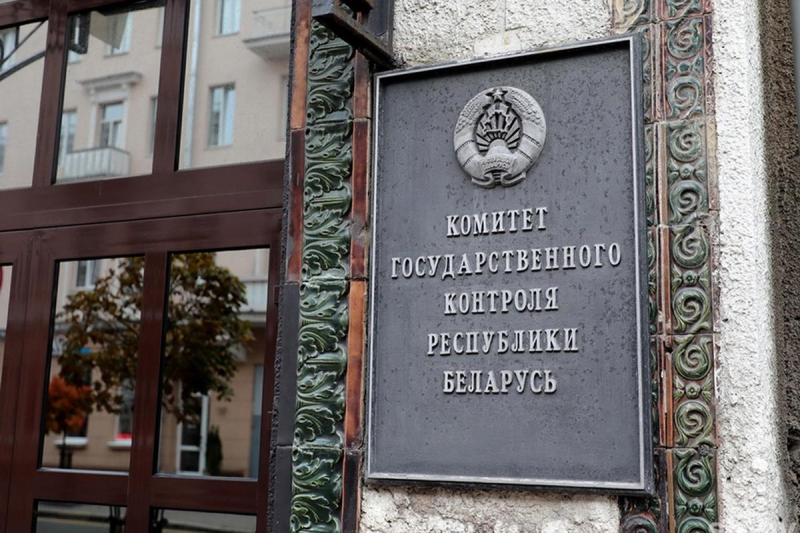 КОМИТЕТ
ГОСУДАРСТВЕННОГО
КОНТРОЛЯ
РЕСПУБЛИКИ
БЕЛАРУСЬ